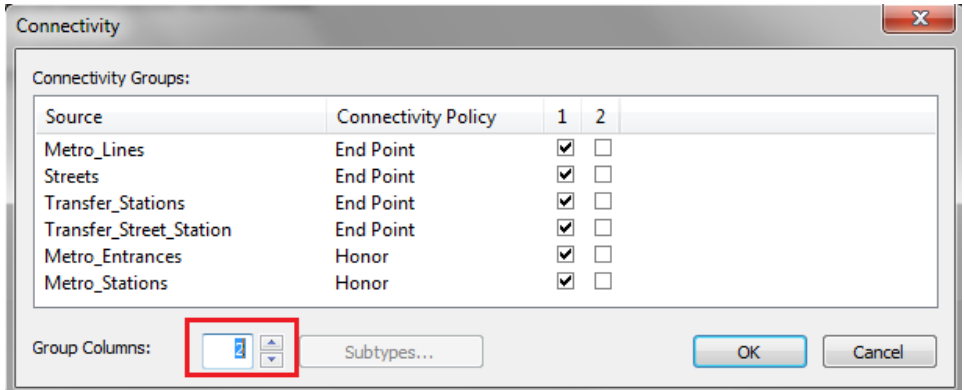 Connectivity
Connectivity Groups:
Source Connectivity Policy 1 2
Metro_Lines End Point
Streets End Point
Transfer_Stations End Point
Transfer_Street_Station End Point
Metro_Entrances Honor
Metro_Stations Honor
Group Columns: 2 Subtypes... OK Cancel